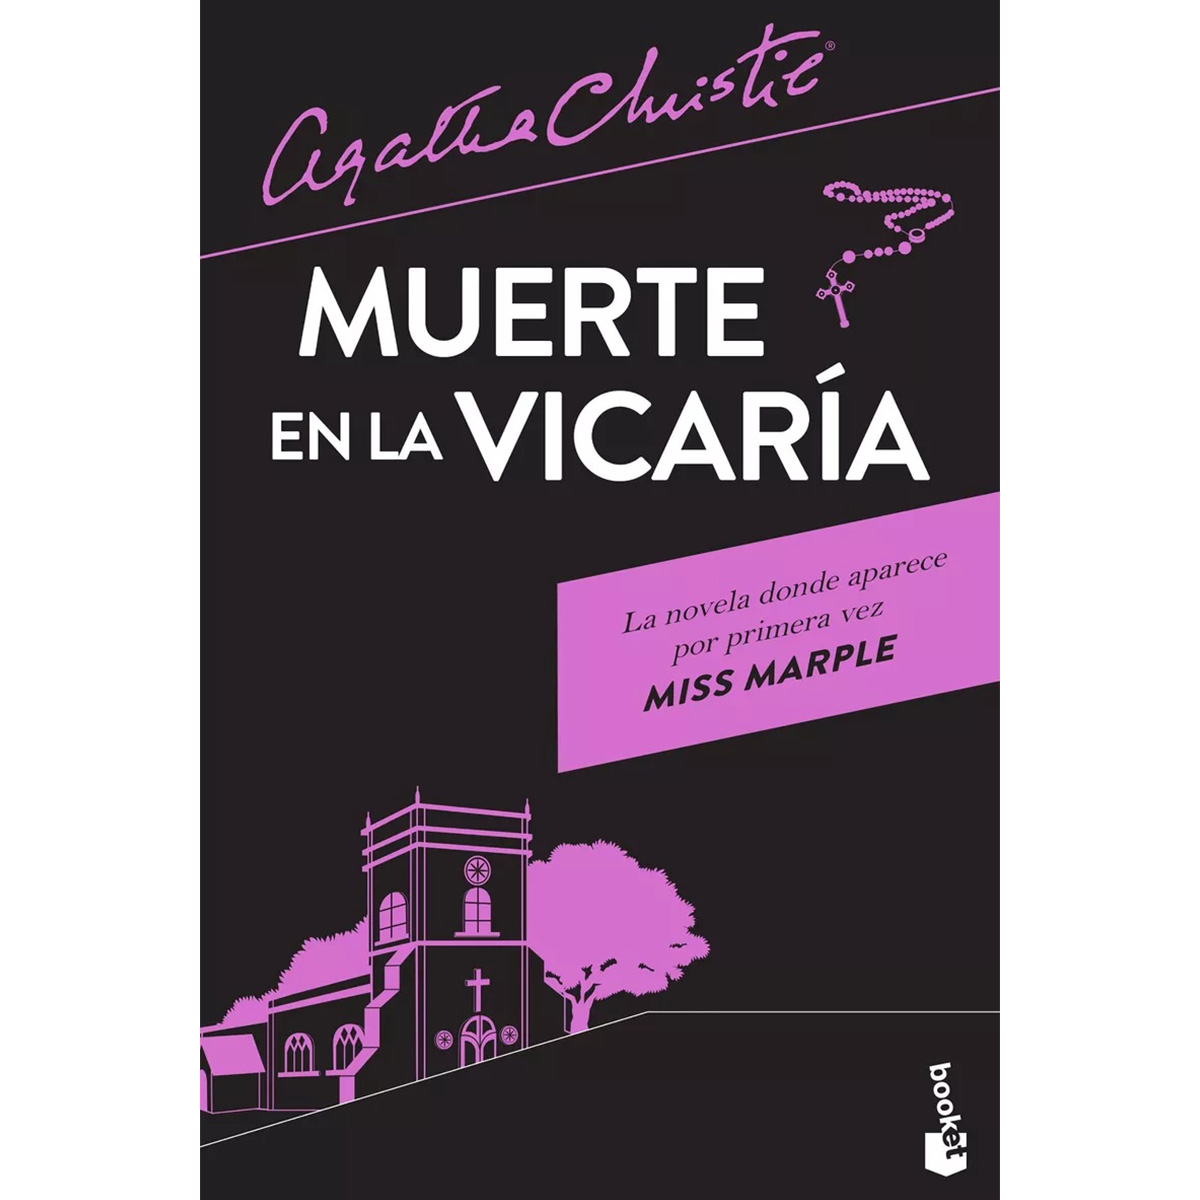 Agatha Christie®
MUERTE
EN LA VICARÍA
La novela donde aparece
por primera vez
MISS MARPLE
booket